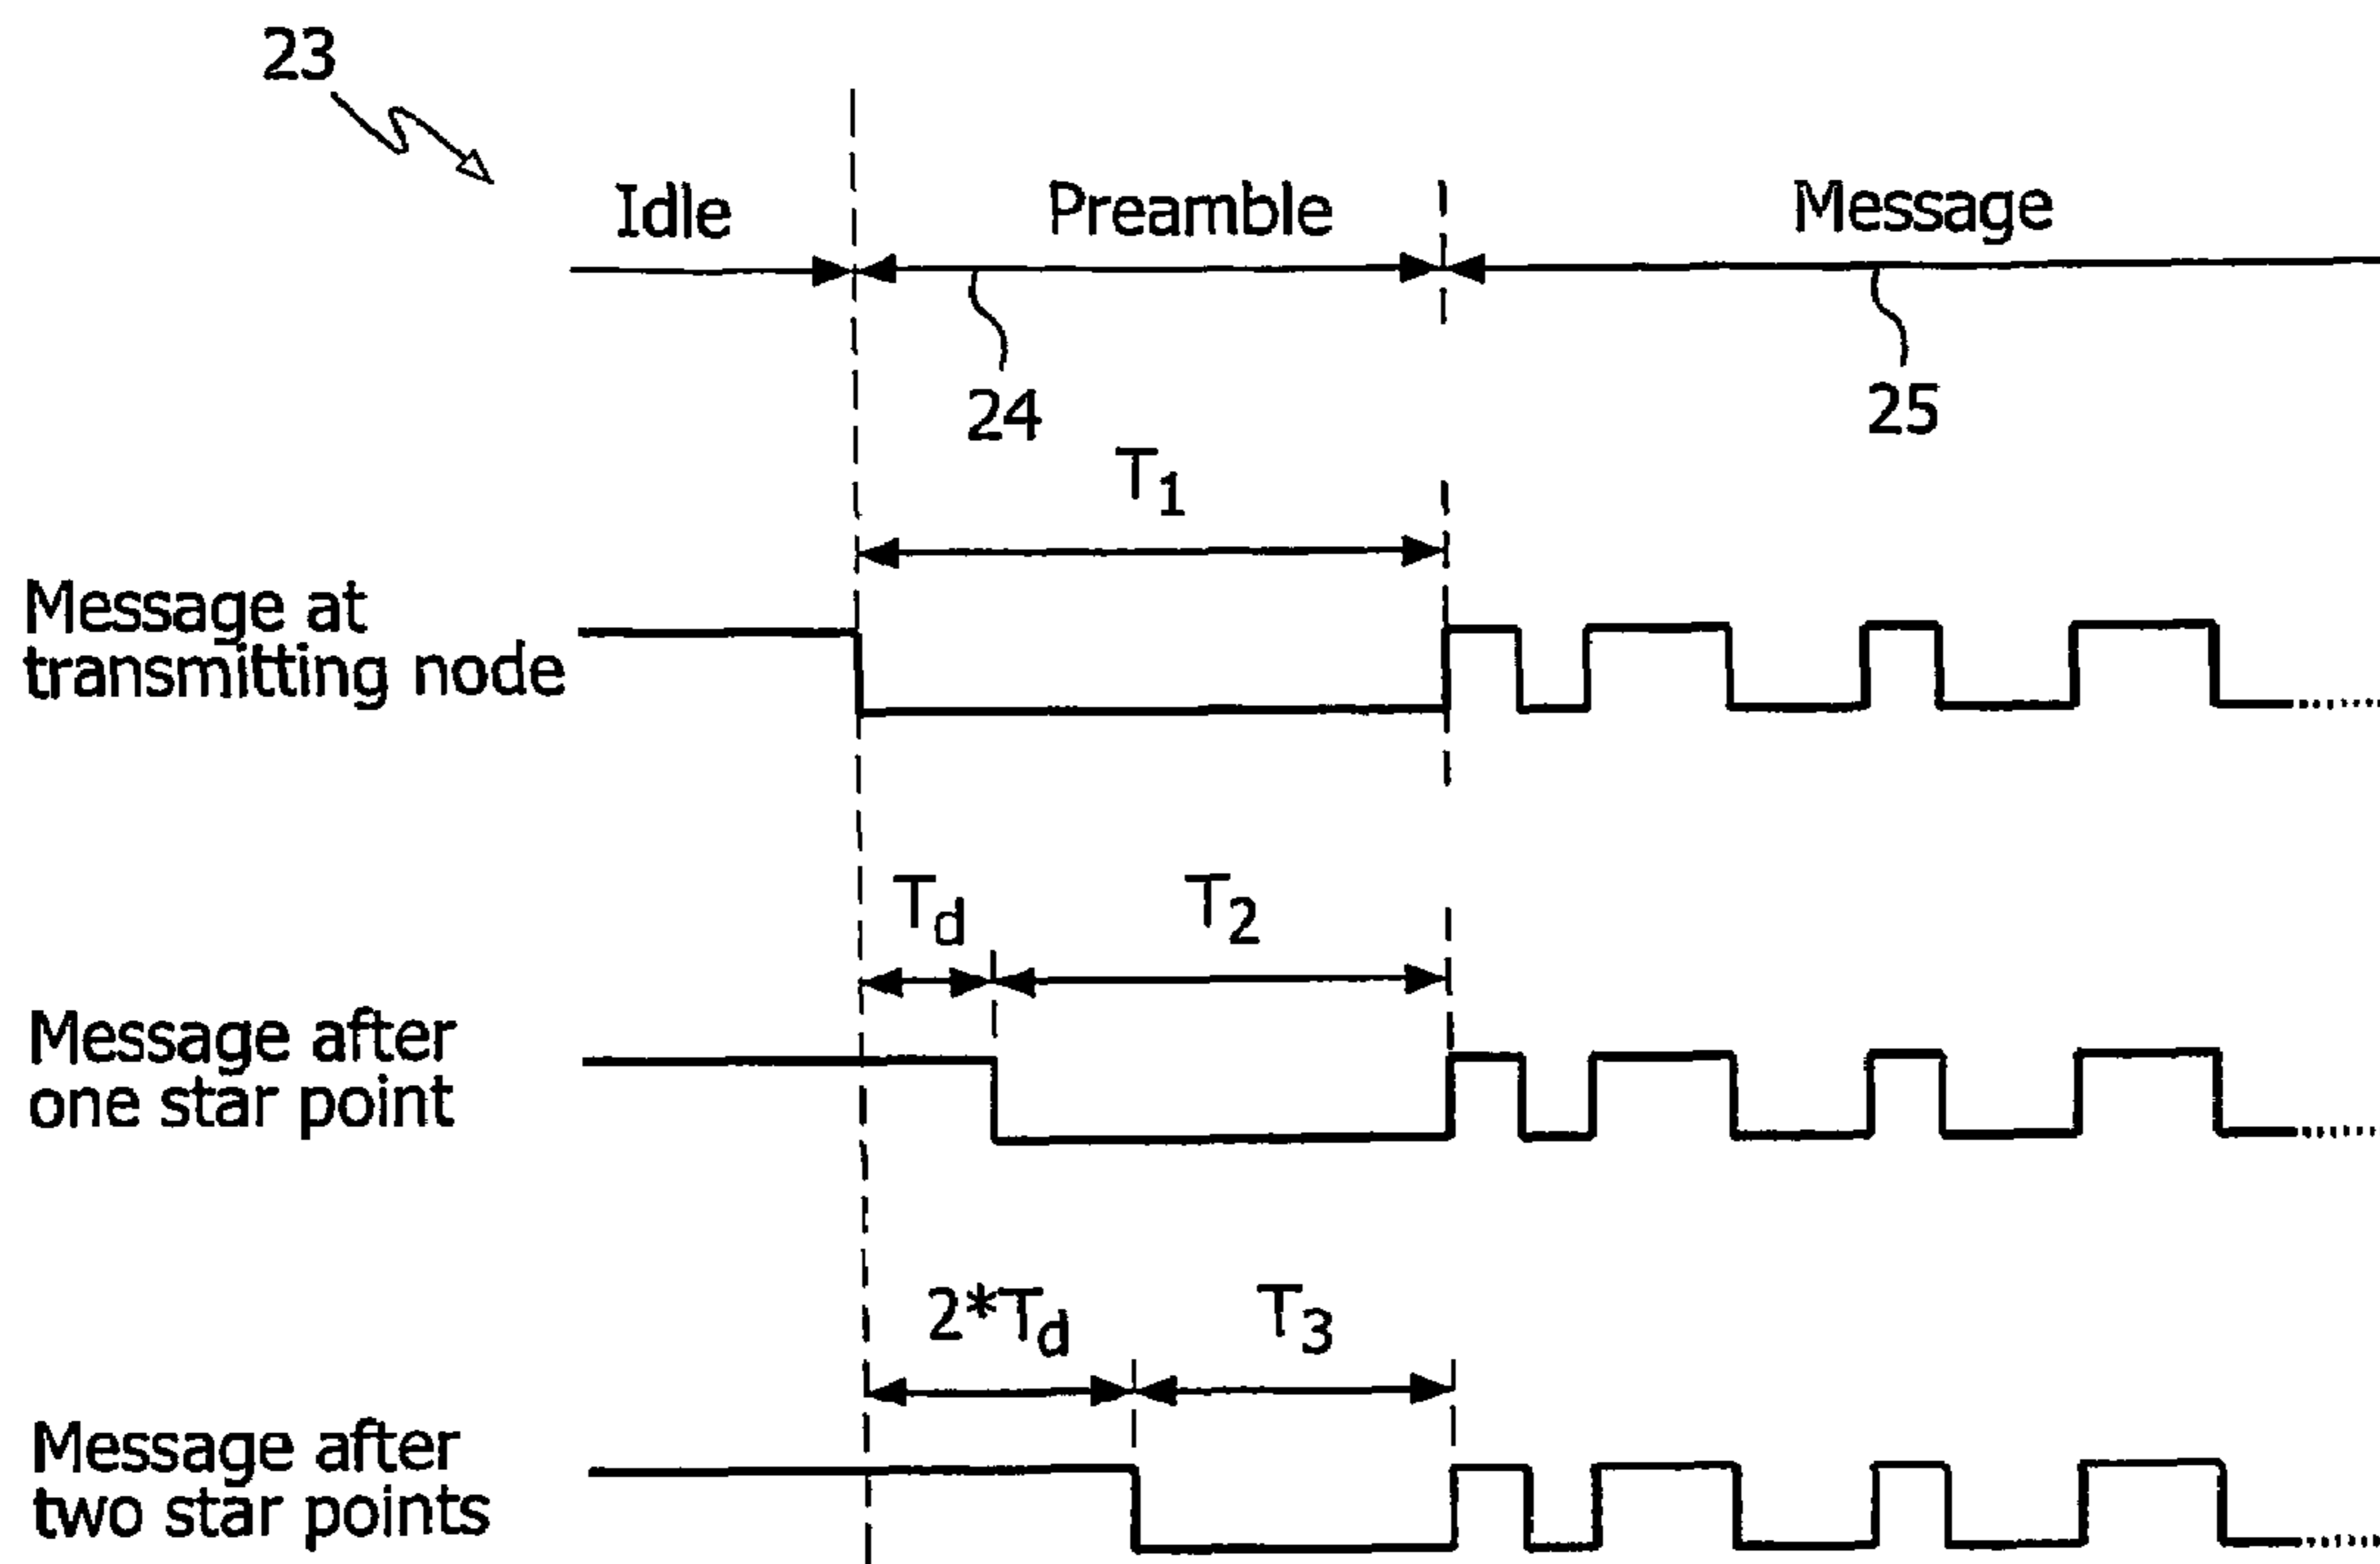 23
Idle
Preamble
Message
24
25
T1
Message at
transmitting node
Td
T2
Message after
one star point
2*Td
T3
Message after
two star points